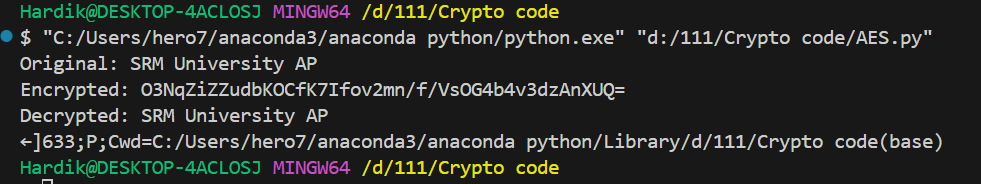 Hardik@DESKTOP-4ACLOSJ MINGW64 /d/111/Crypto code
$ "C:/Users/hero7/anaconda3/anaconda python/python.exe" "d:/111/Crypto code/AES.py"
Original: SRM University AP
Encrypted: O3NqZiZZudbKOCfK7Ifov2mn/f/VsOG4b4v3dzAnXUQ=
Decrypted: SRM University AP
←]633;P;Cwd=C:/Users/hero7/anaconda3/anaconda python/Library/d/111/Crypto code(base)
Hardik@DESKTOP-4ACLOSJ MINGW64 /d/111/Crypto code